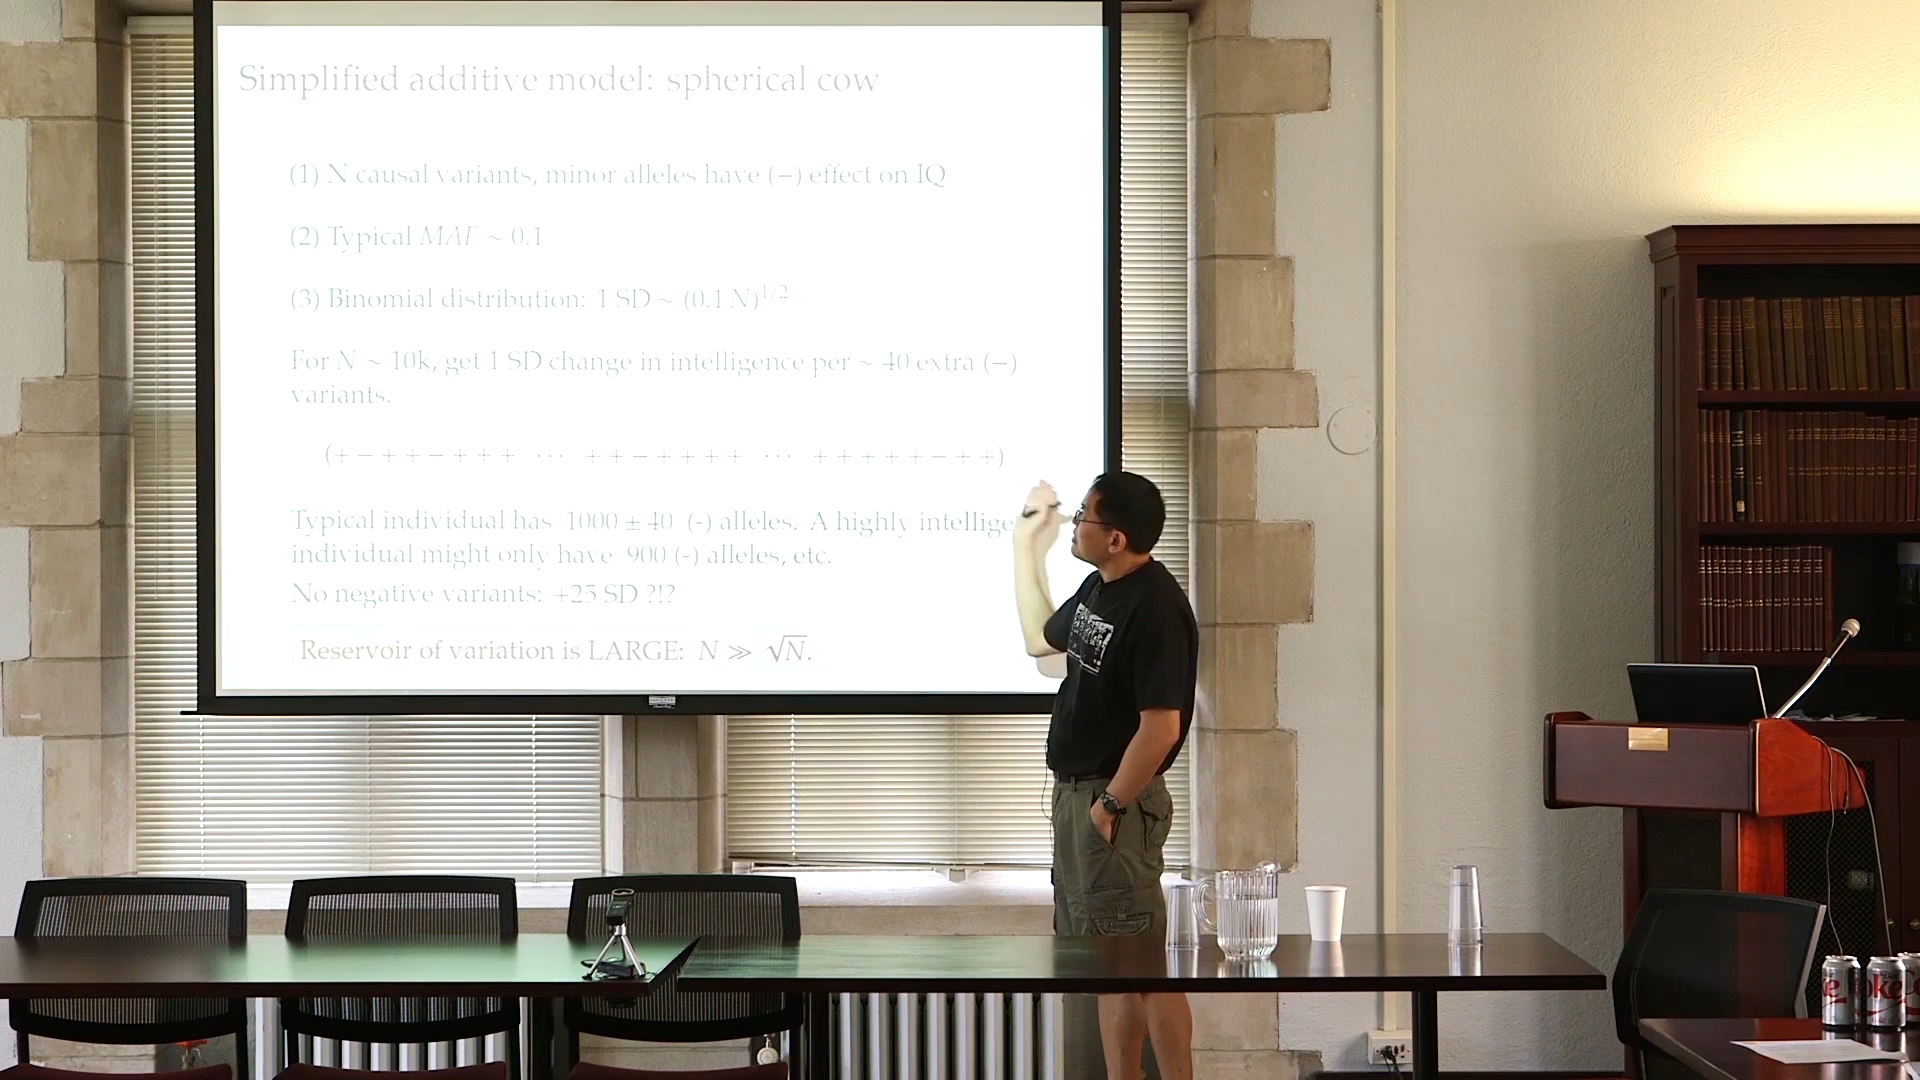 Simplified additive model: spherical cow
(1) N causal variants, minor alleles have (−) effect on IQ
(2) Typical MAF ~ 0.1
(3) Binomial distribution: 1 SD ~ (0.1 N)^1/2
For N ~ 10k, get 1 SD change in intelligence per ~ 40 extra (−)
variants.
(+ − + + − + + + ··· + + − + + + + ··· + + + + + − + +)
Typical individual has 1000 ± 40 (-) alleles. A highly intellige
individual might only have 900 (-) alleles, etc.
No negative variants: +25 SD ?!?
Reservoir of variation is LARGE: N ≫ √N.
Coke